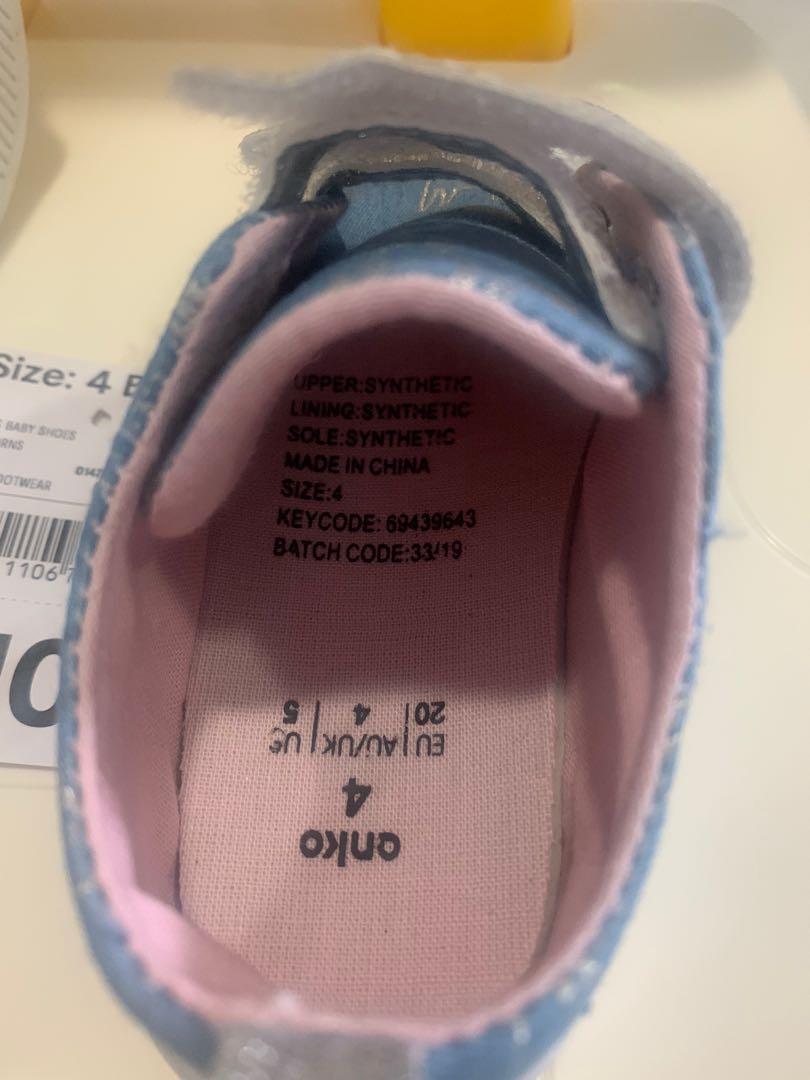 UPPER:SYNTHETIC
LINING:SYNTHETIC
SOLE:SYNTHETIC
MADE IN CHINA
SIZE:4
KEYCODE: 69439643
BATCH CODE:33/19
anko
4
EU | AU/UK | US
20 | 4 | 5
Size: 4
BABY SHOES
1106